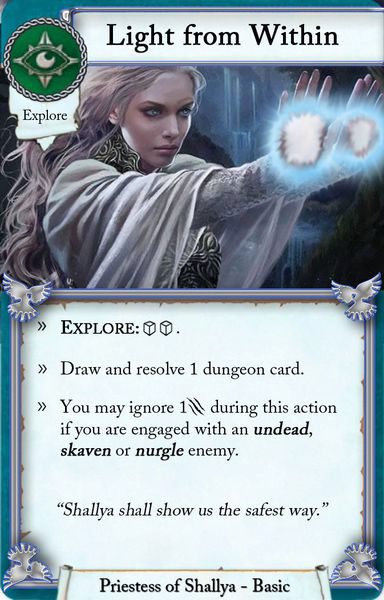 Light from Within
Explore
» EXPLORE: .
» Draw and resolve 1 dungeon card.
» You may ignore 1 during this action
if you are engaged with an undead,
skaven or nurgle enemy.
“Shallya shall show us the safest way.”
Priestess of Shallya - Basic